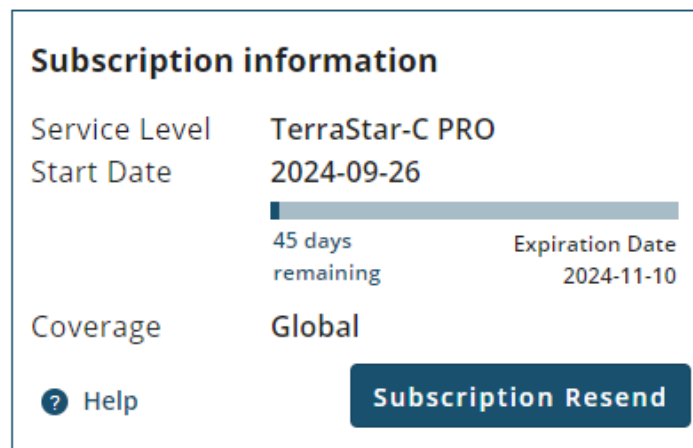 Subscription information
Service Level TerraStar-C PRO
Start Date 2024-09-26
45 days remaining
Expiration Date 2024-11-10
Coverage Global
? Help
Subscription Resend